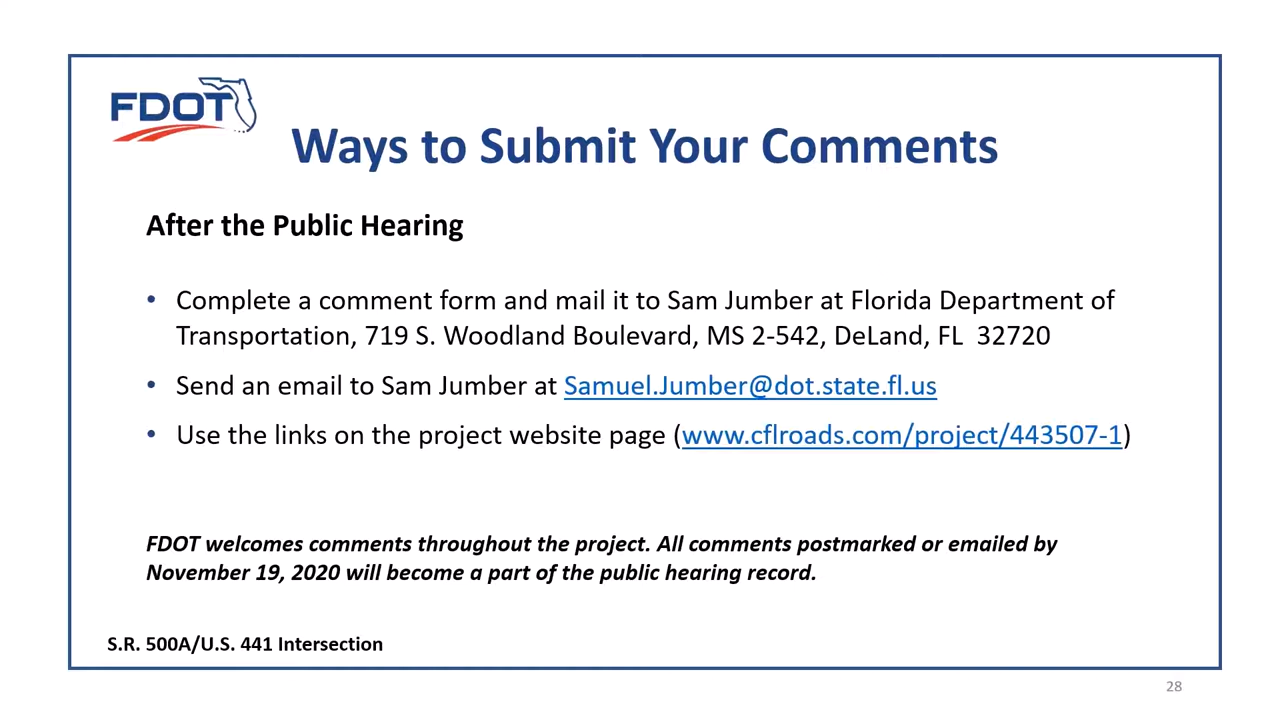 FDOT
Ways to Submit Your Comments
After the Public Hearing
• Complete a comment form and mail it to Sam Jumber at Florida Department of
Transportation, 719 S. Woodland Boulevard, MS 2-542, DeLand, FL  32720
• Send an email to Sam Jumber at Samuel.Jumber@dot.state.fl.us
• Use the links on the project website page (www.cflroads.com/project/443507-1)
FDOT welcomes comments throughout the project. All comments postmarked or emailed by
November 19, 2020 will become a part of the public hearing record.
S.R. 500A/U.S. 441 Intersection
28